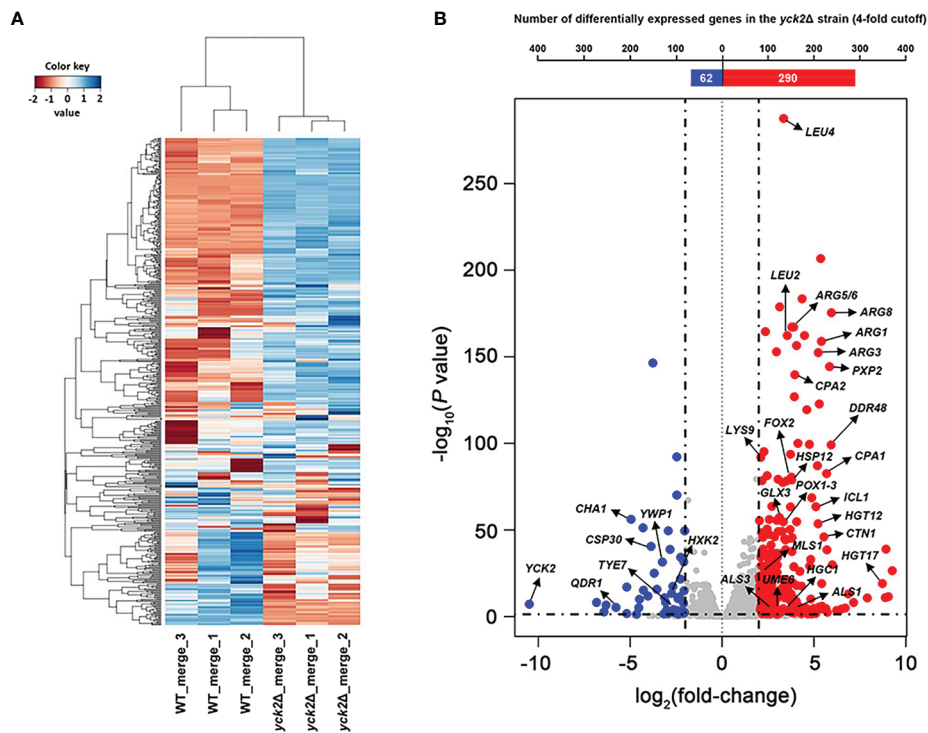 A
Color key
-2 -1 0 1 2
value
WT_merge_3
WT_merge_1
WT_merge_2
yck2Δ_merge_3
yck2Δ_merge_1
yck2Δ_merge_2
B
Number of differentially expressed genes in the yck2Δ strain (4-fold cutoff)
400 300 200 100 0 100 200 300 400
62 290
-log10(P value)
250
200
150
100
50
0
LEU4
LEU2
ARG5/6
ARG8
ARG1
ARG3
PXP2
CPA2
DDR48
LYS9
FOX2
HSP12
CPA1
POX1-3
GLX3
ICL1
HGT12
CTN1
CHA1
YWP1
CSP30
HXK2
MLS1
HGT17
YCK2
TYE7
QDR1
ALS3
UME6
HGC1
ALS1
-10 -5 0 5 10
log2(fold-change)